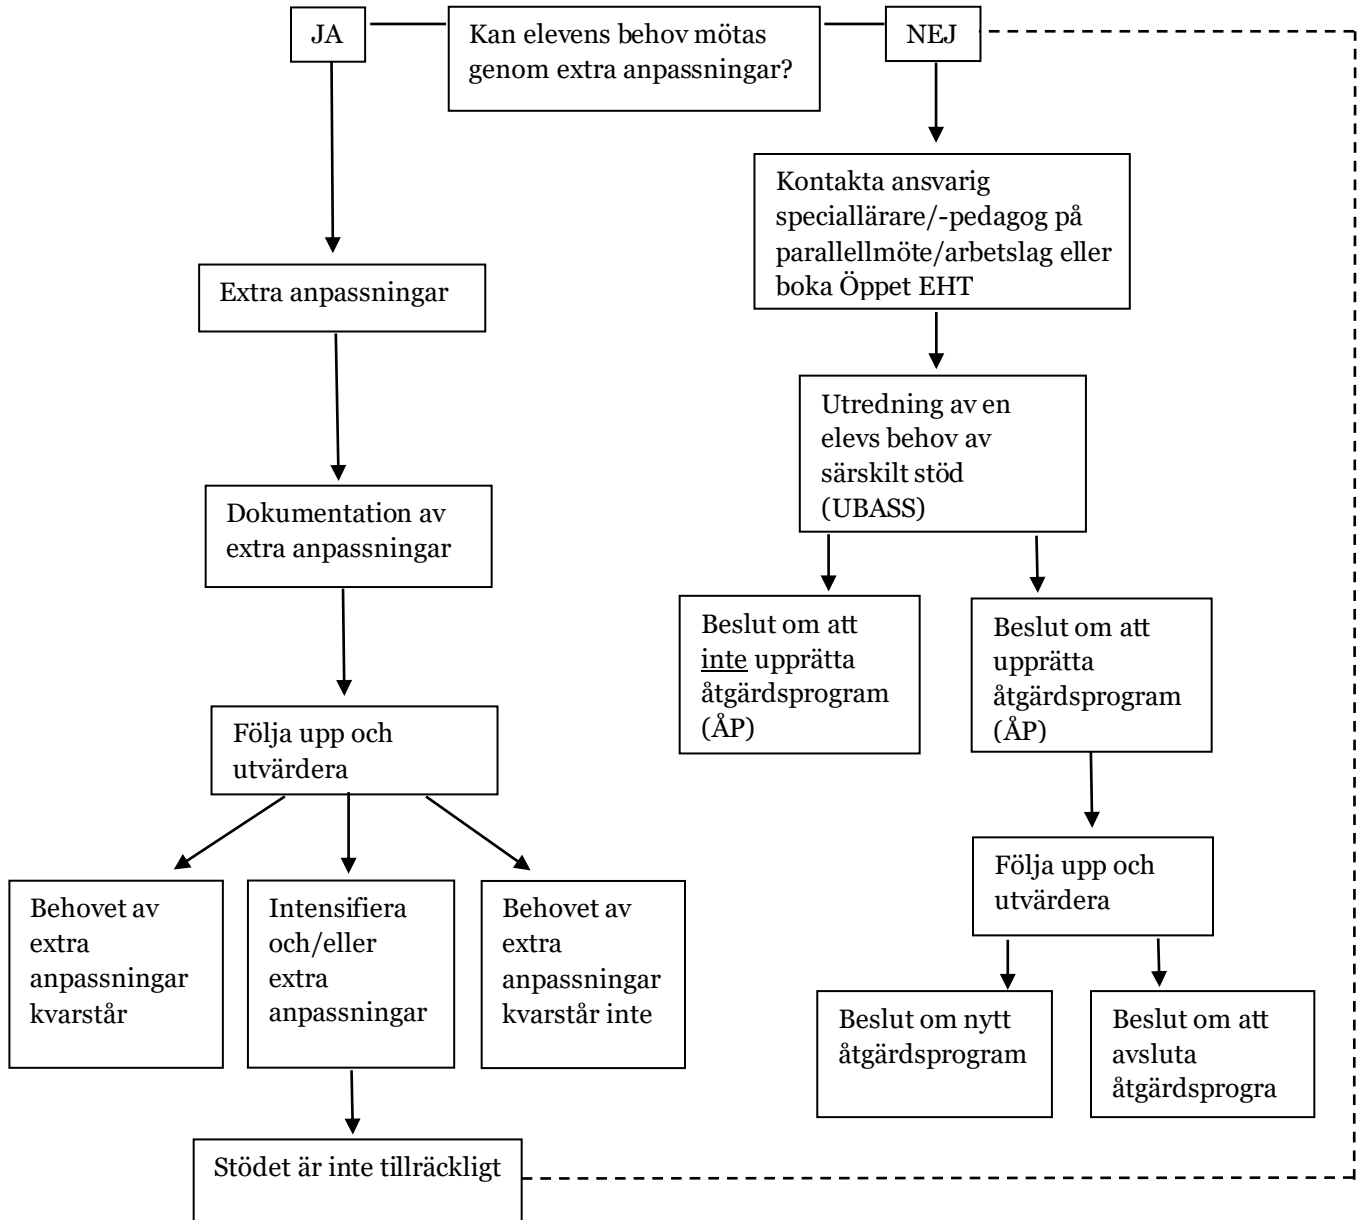 JA
Kan elevens behov mötas
genom extra anpassningar?
NEJ
Kontakta ansvarig
speciallärare/-pedagog på
parallellmöte/arbetslag eller
boka Öppet EHT
Extra anpassningar
Utredning av en
elevs behov av
särskilt stöd
(UBASS)
Dokumentation av
extra anpassningar
Beslut om att
inte upprätta
åtgärdsprogram
(ÅP)
Beslut om att
upprätta
åtgärdsprogram
(ÅP)
Följa upp och
utvärdera
Följa upp och
utvärdera
Behovet av
extra
anpassningar
kvarstår
Intensifiera
och/eller
extra
anpassningar
Behovet av
extra
anpassningar
kvarstår inte
Beslut om nytt
åtgärdsprogram
Beslut om att
avsluta
åtgärdsprogra
Stödet är inte tillräckligt